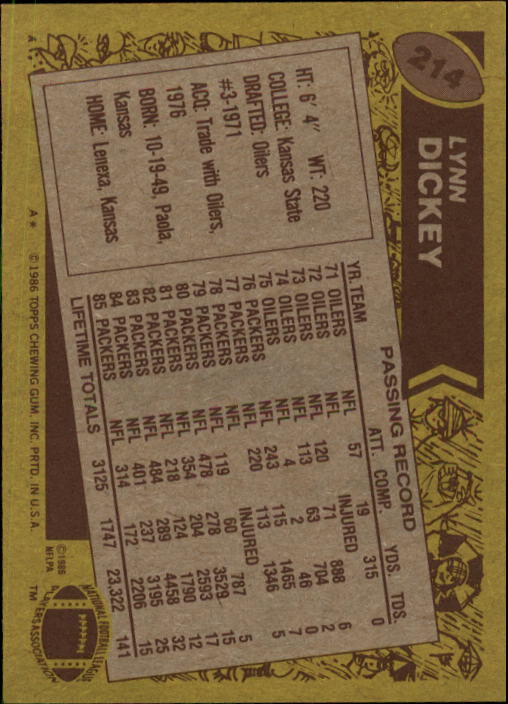 214
LYNN
DICKEY
HT: 6' 4" WT: 220
COLLEGE: Kansas State
DRAFTED: Oilers
#3-1971
ACQ: Trade with Oilers,
1976
BORN: 10-19-49, Paola,
Kansas
HOME: Lenexa, Kansas
PASSING RECORD
YR. TEAM ATT. COMP. YDS. TDS.
71 OILERS NFL 57 19 315 0
72 OILERS INJURED
73 OILERS NFL 120 71 888 6
74 OILERS NFL 113 63 704 2
75 OILERS NFL 4 2 46 0
76 PACKERS NFL 243 115 1465 7
77 PACKERS NFL 220 113 1346 5
78 PACKERS INJURED
79 PACKERS NFL 119 60 787 5
80 PACKERS NFL 478 278 3529 15
81 PACKERS NFL 354 204 2593 17
82 PACKERS NFL 218 124 1790 12
83 PACKERS NFL 484 289 4458 32
84 PACKERS NFL 401 237 3195 25
85 PACKERS NFL 314 172 2206 15
LIFETIME TOTALS 3125 1747 23,322 141
A* © 1986 TOPPS CHEWING GUM, INC. PRTD. IN U.S.A.
© 1986
NFLPA
NATIONAL FOOTBALL LEAGUE
PLAYERS ASSOCIATION
TM